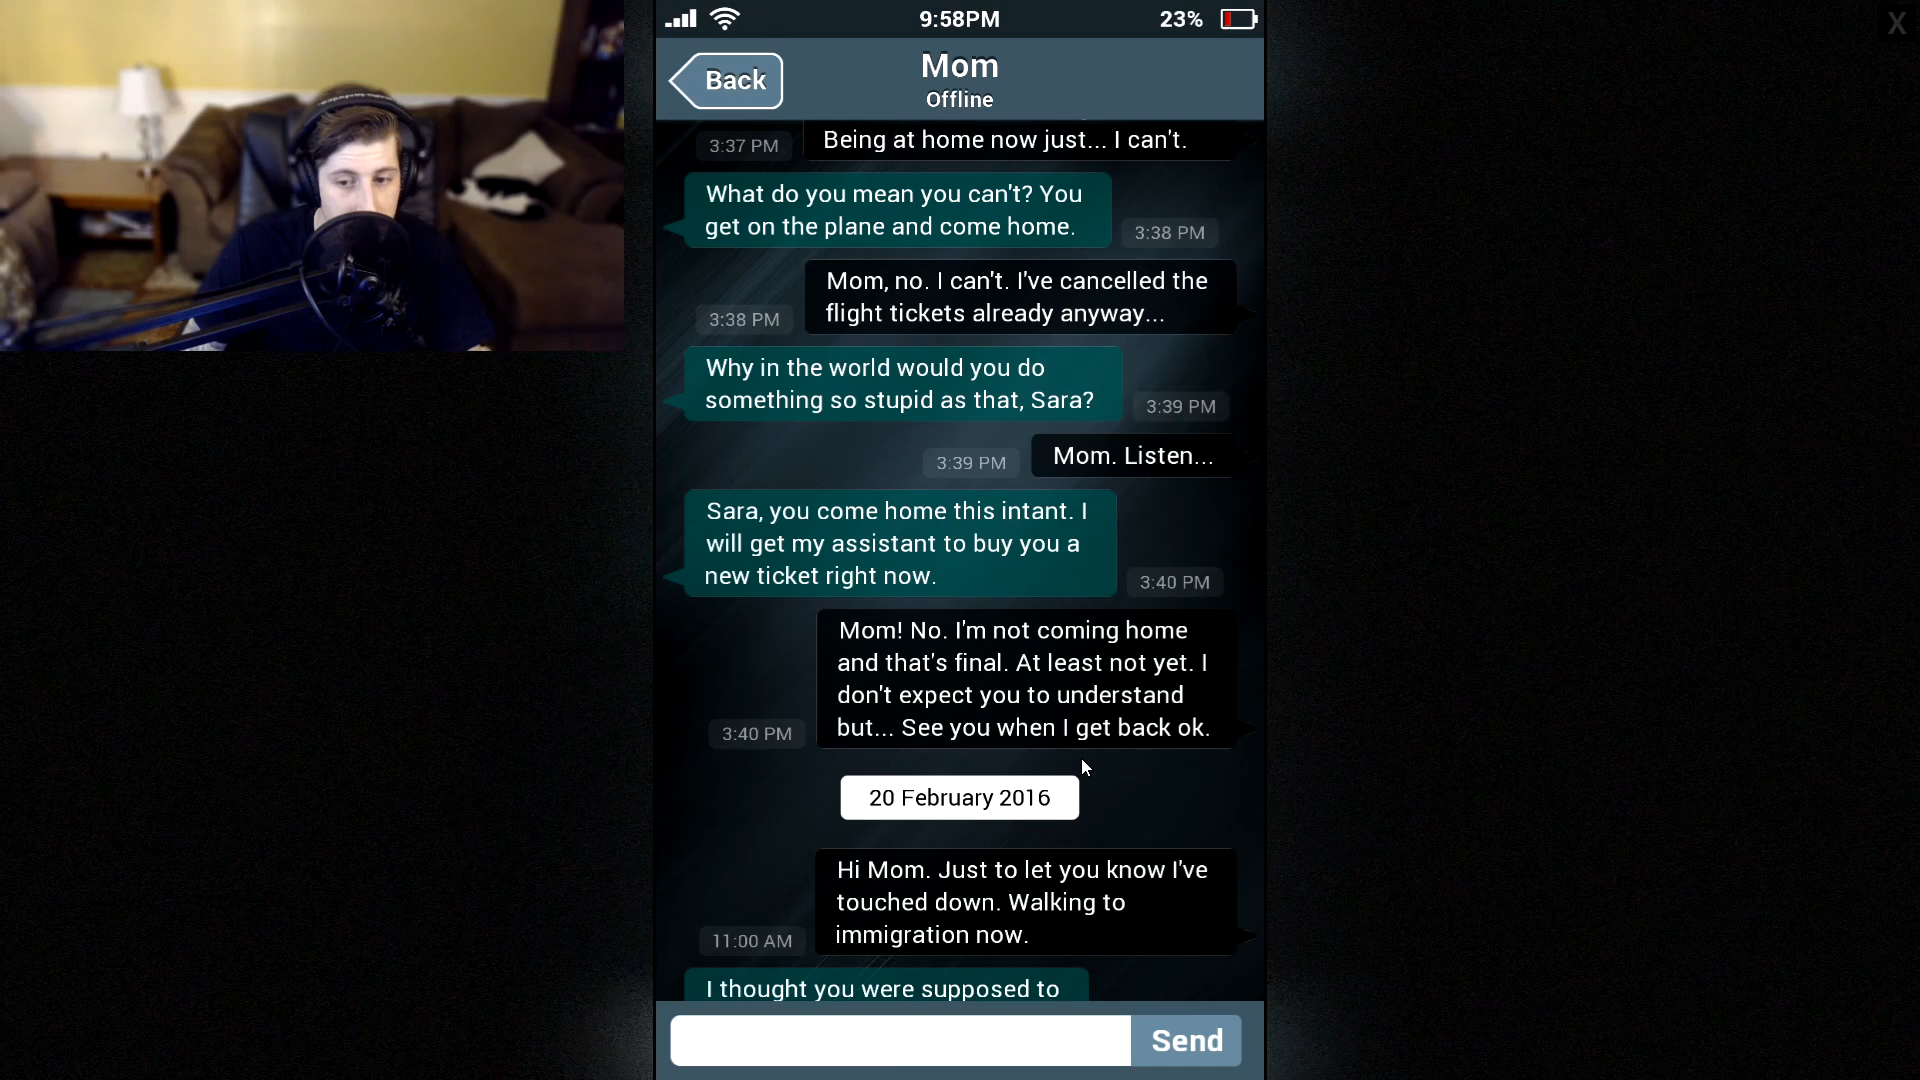 9:58PM
23%
X
Back
Mom
Offline
3:37 PM
Being at home now just... I can't.
What do you mean you can't? You
get on the plane and come home.
3:38 PM
Mom, no. I can't. I've cancelled the
flight tickets already anyway...
3:38 PM
Why in the world would you do
something so stupid as that, Sara?
3:39 PM
Mom. Listen...
3:39 PM
Sara, you come home this intant. I
will get my assistant to buy you a
new ticket right now.
3:40 PM
Mom! No. I'm not coming home
and that's final. At least not yet. I
don't expect you to understand
but... See you when I get back ok.
3:40 PM
20 February 2016
Hi Mom. Just to let you know I've
touched down. Walking to
immigration now.
11:00 AM
I thought you were supposed to
Send